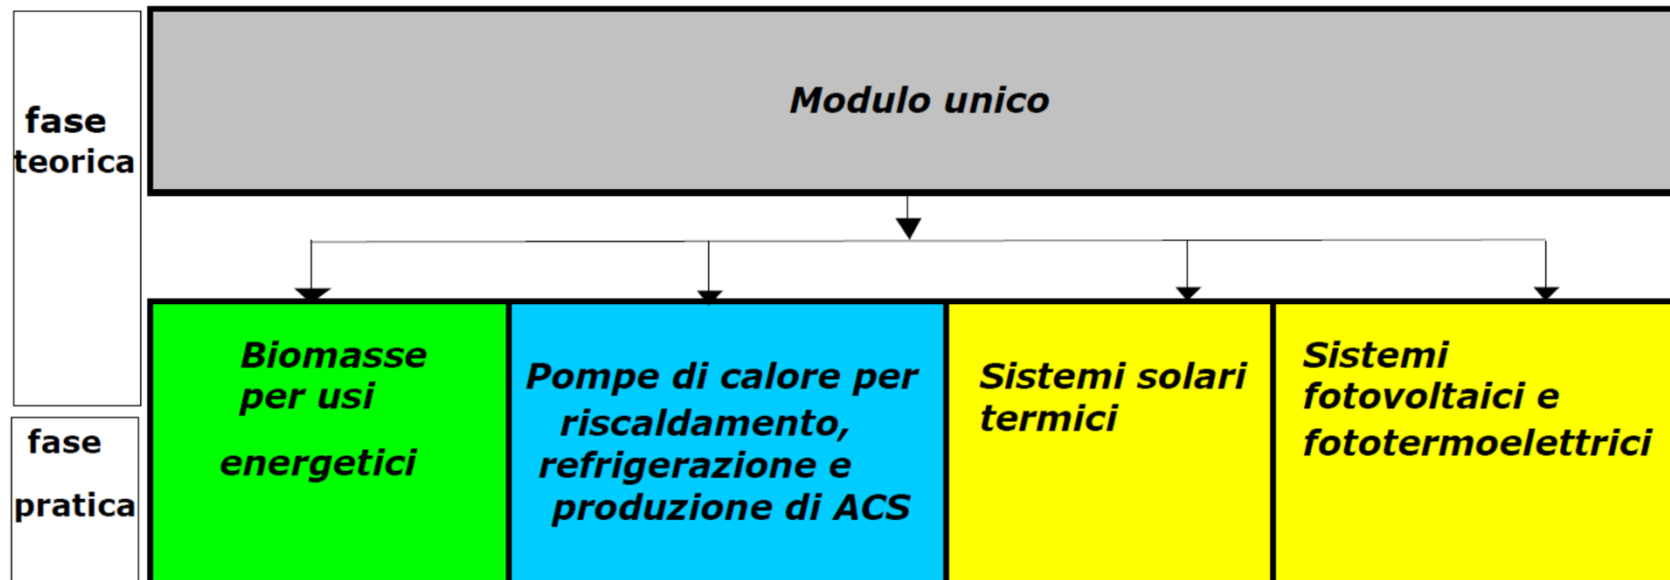 fase
teorica
Modulo unico
Biomasse
per usi
energetici
Pompe di calore per
riscaldamento,
refrigerazione e
produzione di ACS
Sistemi solari
termici
Sistemi
fotovoltaici e
fototermoelettrici
fase
pratica